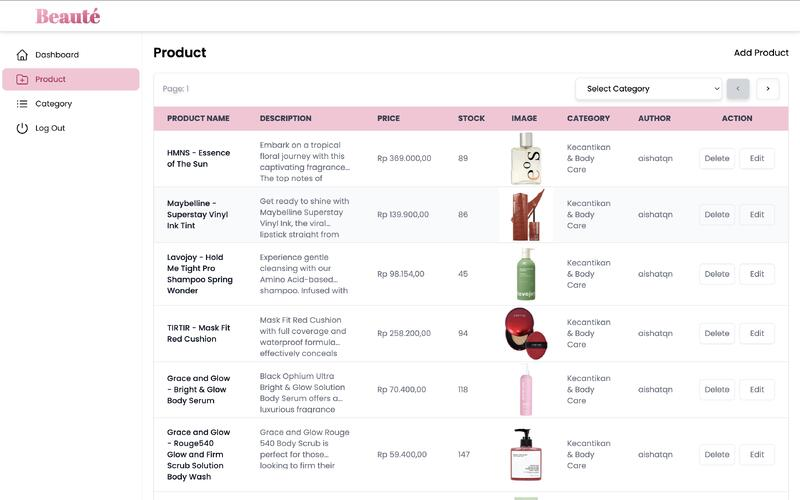 Beauté
Dashboard
Product
Category
Log Out
Product
Add Product
Page: 1
Select Category
<
>
PRODUCT NAME DESCRIPTION PRICE STOCK IMAGE CATEGORY AUTHOR ACTION
HMNS - Essence
of The Sun
Embark on a tropical
floral journey with this
captivating fragrance...
The top notes of
Rp 369.000,00
89
eos
Kecantikan
& Body
Care
aishatqn
Delete
Edit
Maybelline -
Superstay Vinyl
Ink Tint
Get ready to shine with
Maybelline Superstay
Vinyl Ink, the viral...
lipstick straight from
Rp 139.900,00
86
Kecantikan
& Body
Care
aishatqn
Delete
Edit
Lavojoy - Hold
Me Tight Pro
Shampoo Spring
Wonder
Experience gentle
cleansing with our
Amino Acid-based...
shampoo. Infused with
Rp 98.154,00
45
lavojoy
Kecantikan
& Body
Care
aishatqn
Delete
Edit
TIRTIR - Mask Fit
Red Cushion
Mask Fit Red Cushion
with full coverage and
waterproof formula...
effectively conceals
Rp 258.200,00
94
Kecantikan
& Body
Care
aishatqn
Delete
Edit
Grace and Glow
- Bright & Glow
Body Serum
Black Ophium Ultra
Bright & Glow Solution
Body Serum offers a...
luxurious fragrance
Rp 70.400,00
118
Kecantikan
& Body
Care
aishatqn
Delete
Edit
Grace and Glow
- Rouge540
Glow and Firm
Scrub Solution
Body Wash
Grace and Glow Rouge
540 Body Scrub is
perfect for those...
looking to firm their
Rp 59.400,00
147
Kecantikan
& Body
Care
aishatqn
Delete
Edit